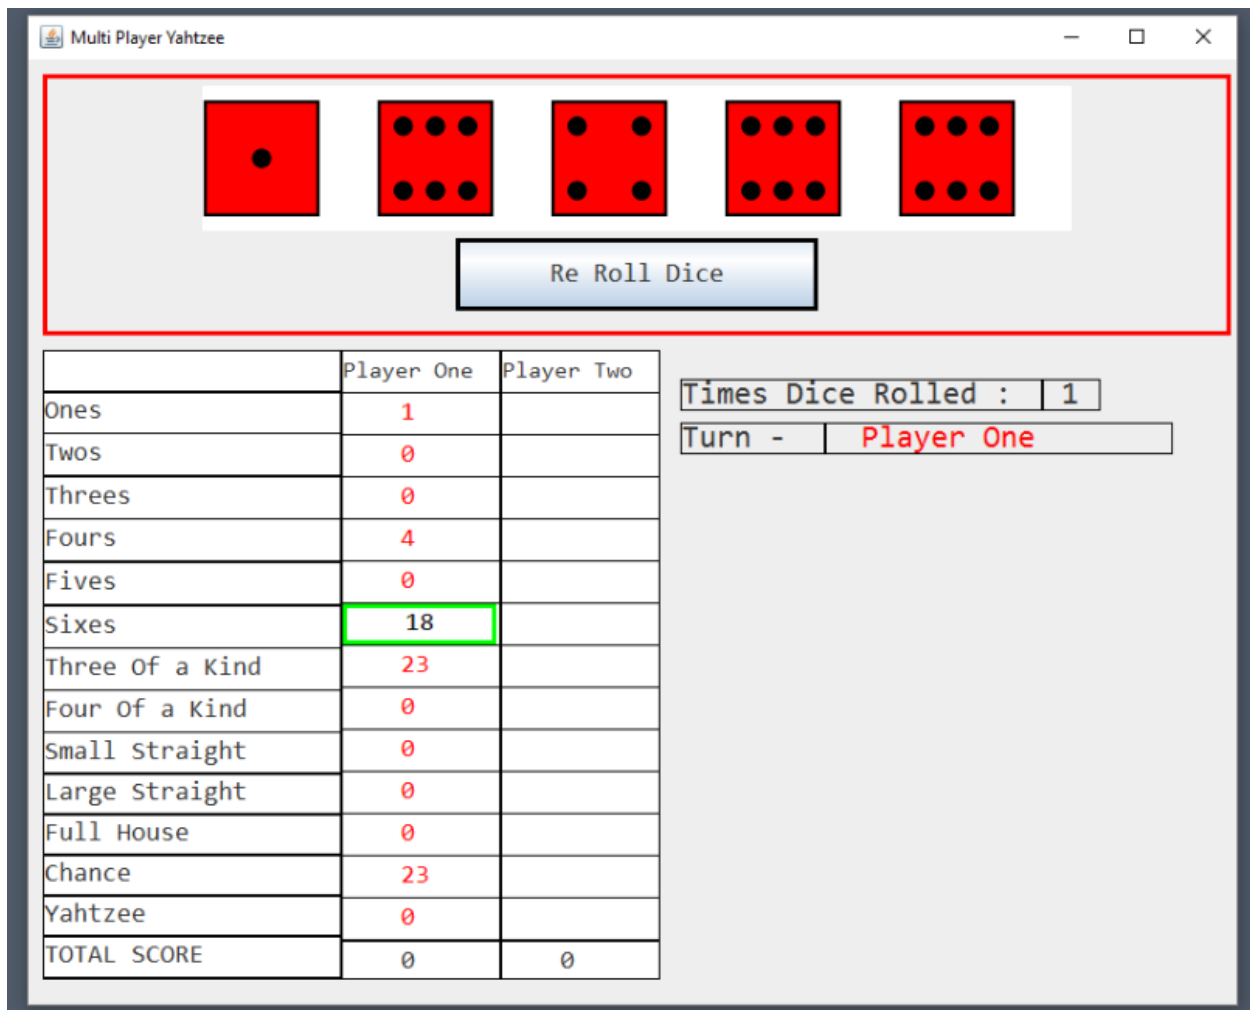 Multi Player Yahtzee
Re Roll Dice
Player One Player Two
Ones 1
Twos 0
Threes 0
Fours 4
Fives 0
Sixes 18
Three Of a Kind 23
Four Of a Kind 0
Small Straight 0
Large Straight 0
Full House 0
Chance 23
Yahtzee 0
TOTAL SCORE 0 0
Times Dice Rolled : 1
Turn - Player One